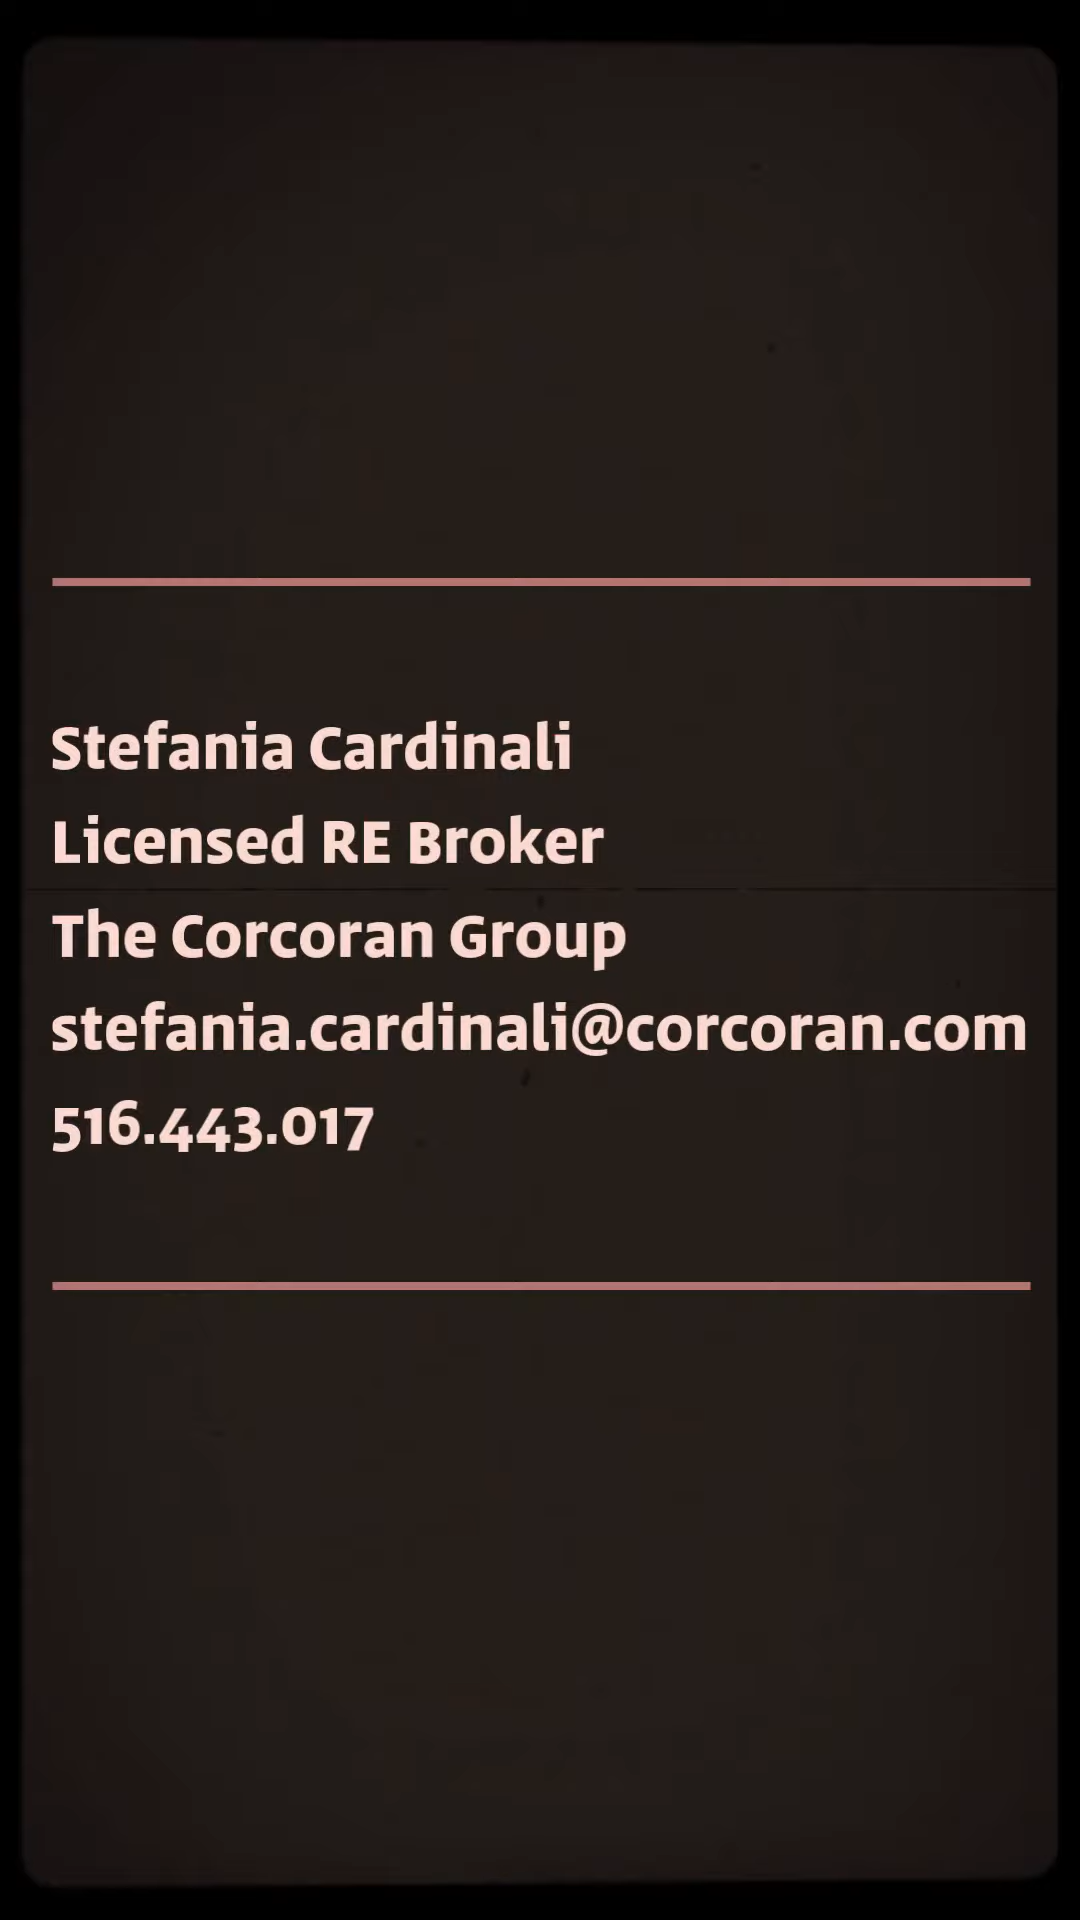 Stefania Cardinali
Licensed RE Broker
The Corcoran Group
stefania.cardinali@corcoran.com
516.443.017